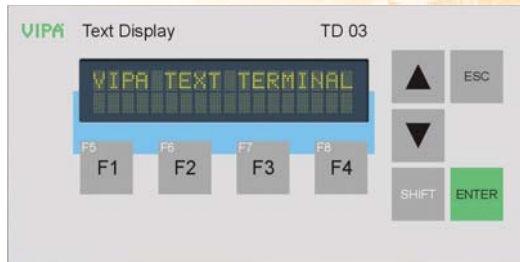 VIPA Text Display TD 03
VIPA TEXT TERMINAL
ESC
F5 F6 F7 F8
F1 F2 F3 F4
SHIFT ENTER